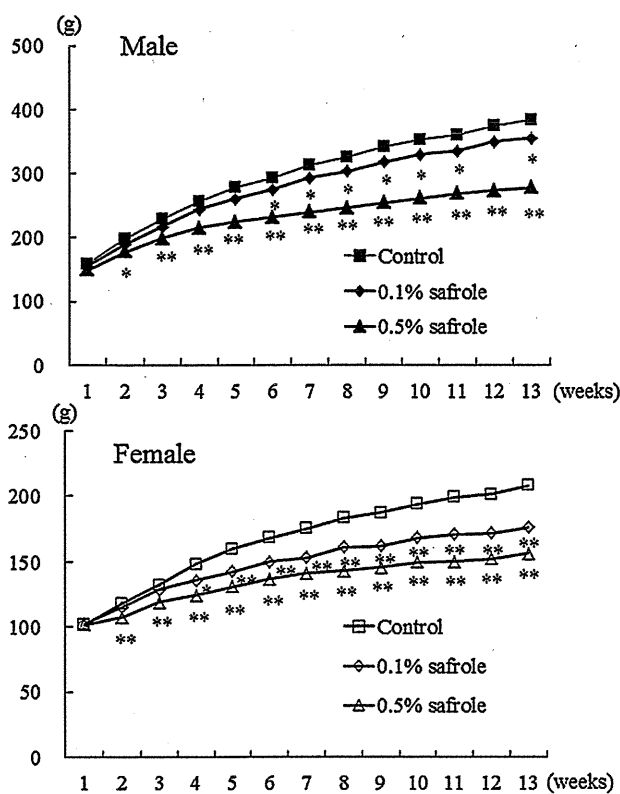 (g)
Male
500
400
300
200
100
0
* * * * * * *
* ** ** ** ** ** ** ** ** ** ** **
Control
0.1% safrole
0.5% safrole
1 2 3 4 5 6 7 8 9 10 11 12 13 (weeks)
(g)
Female
250
200
150
100
50
0
* ** ** ** ** ** ** ** ** **
** ** ** ** ** ** ** ** ** ** ** **
Control
0.1% safrole
0.5% safrole
1 2 3 4 5 6 7 8 9 10 11 12 13 (weeks)